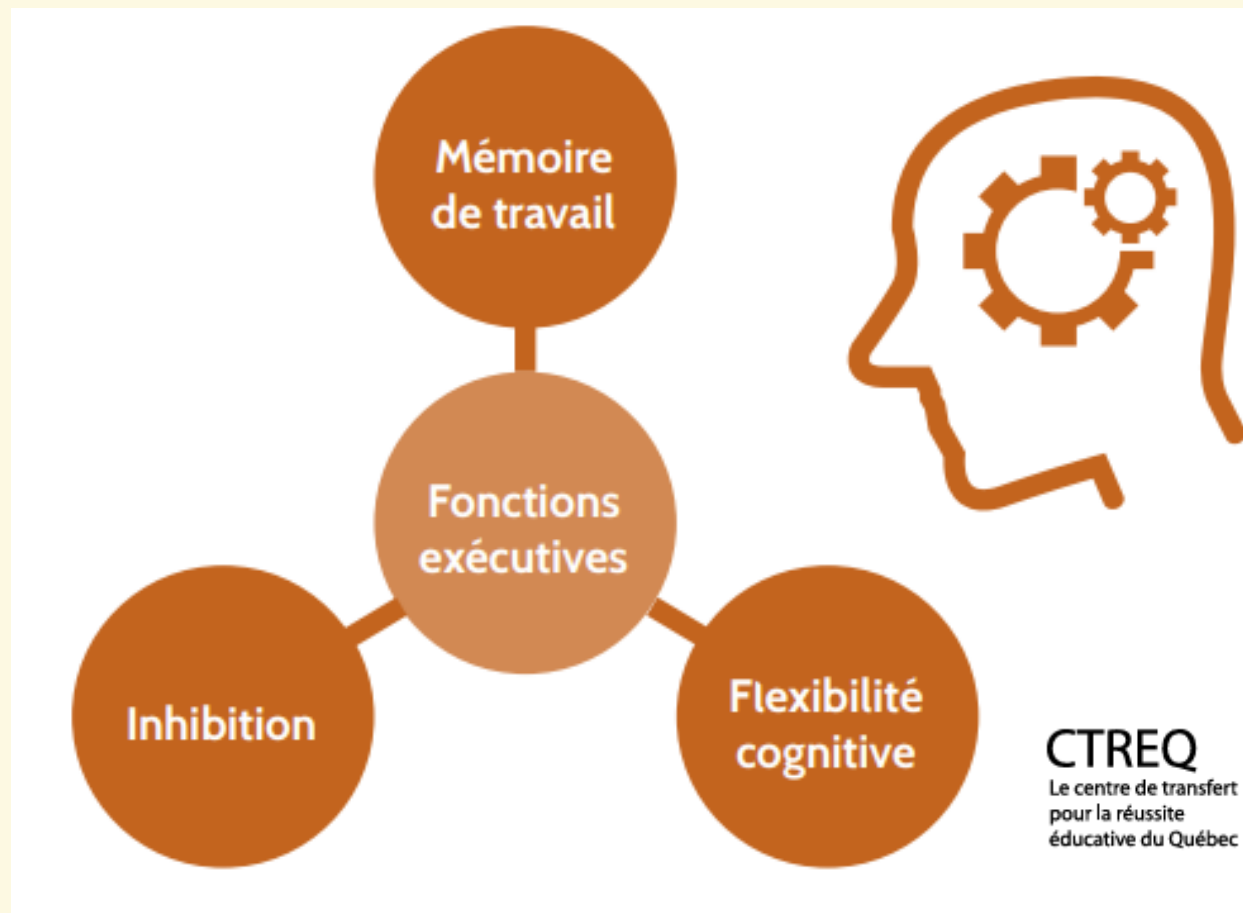 Mémoire
de travail
Fonctions
exécutives
Inhibition
Flexibilité
cognitive
CTREQ
Le centre de transfert
pour la réussite
éducative du Québec